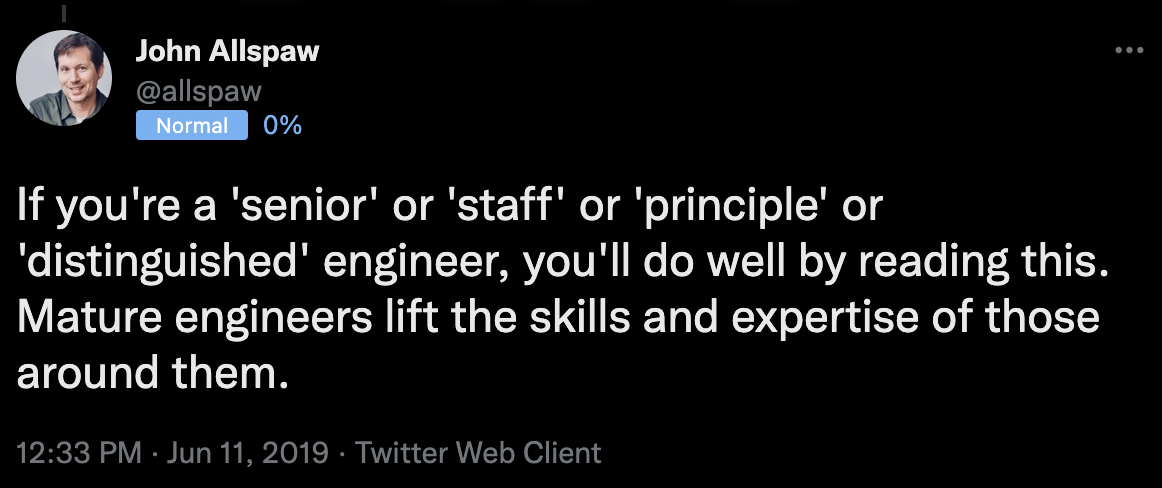 John Allspaw
@allspaw
Normal 0%
If you're a 'senior' or 'staff' or 'principle' or
'distinguished' engineer, you'll do well by reading this.
Mature engineers lift the skills and expertise of those
around them.
12:33 PM · Jun 11, 2019 · Twitter Web Client